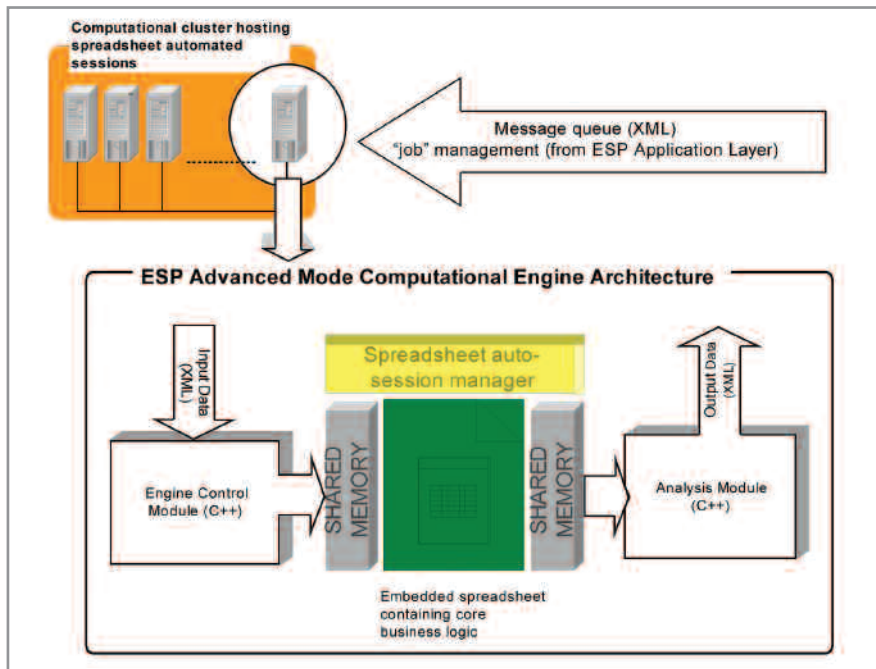 Computational cluster hosting
spreadsheet automated
sessions
Message queue (XML)
"job" management (from ESP Application Layer)
ESP Advanced Mode Computational Engine Architecture
Input Data
(XML)
Spreadsheet auto-
session manager
Output Data
(XML)
Engine Control
Module (C++)
SHARED
MEMORY
SHARED
MEMORY
Analysis Module
(C++)
Embedded spreadsheet
containing core
business logic